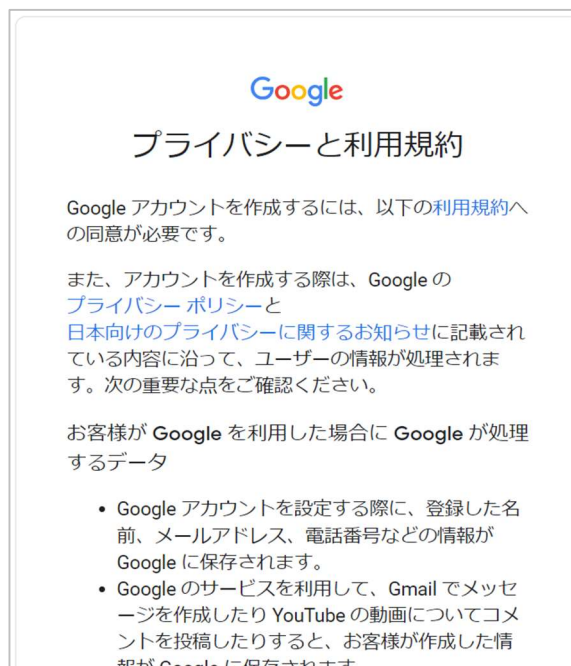 Google
プライバシーと利用規約
Google アカウントを作成するには、以下の利用規約へ
の同意が必要です。
また、アカウントを作成する際は、Google の
プライバシー ポリシーと
日本向けのプライバシーに関するお知らせに記載され
ている内容に沿って、ユーザーの情報が処理されま
す。次の重要な点をご確認ください。
お客様が Google を利用した場合に Google が処理
するデータ
• Google アカウントを設定する際に、登録した名
前、メールアドレス、電話番号などの情報が
Google に保存されます。
• Google のサービスを利用して、Gmail でメッセ
ージを作成したり YouTube の動画についてコメ
ントを投稿したりすると、お客様が作成した情
報が Google に保存されます。